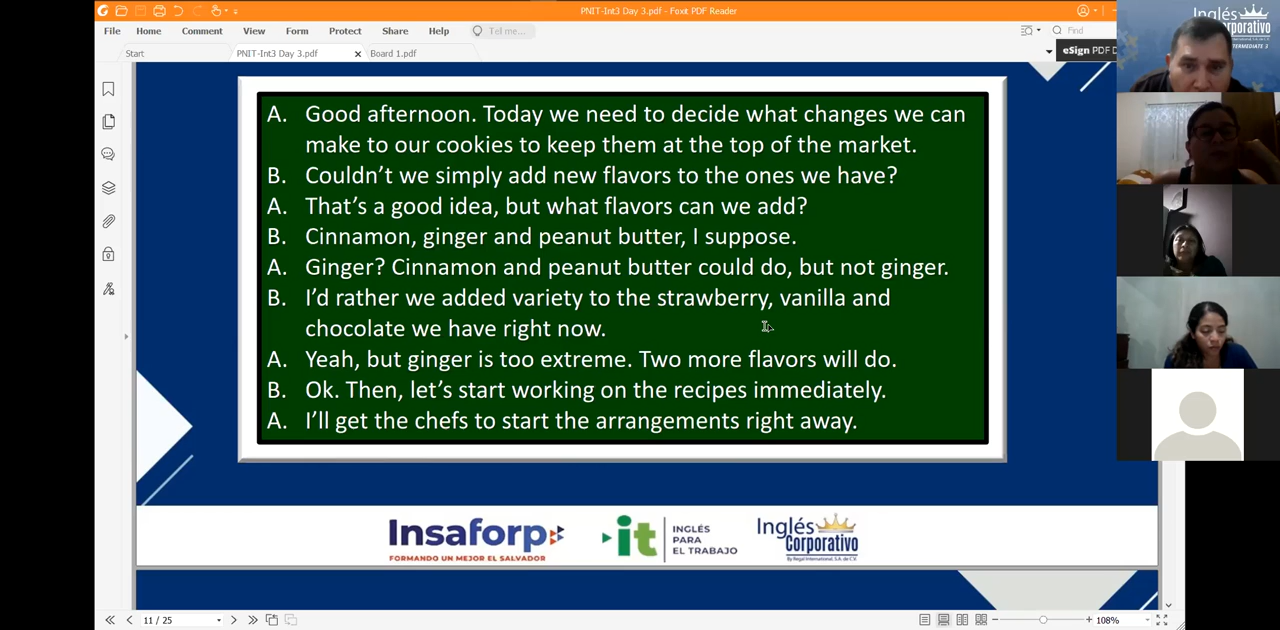 PNIT-Int3 Day 3.pdf - Foxit PDF Reader
File Home Comment View Form Protect Share Help Tell me... Find
Start PNIT-Int3 Day 3.pdf Board 1.pdf eSign PDF D
Inglés
Corporativo
INTERMEDIATE 3
A. Good afternoon. Today we need to decide what changes we can
make to our cookies to keep them at the top of the market.
B. Couldn't we simply add new flavors to the ones we have?
A. That's a good idea, but what flavors can we add?
B. Cinnamon, ginger and peanut butter, I suppose.
A. Ginger? Cinnamon and peanut butter could do, but not ginger.
B. I'd rather we added variety to the strawberry, vanilla and
chocolate we have right now.
A. Yeah, but ginger is too extreme. Two more flavors will do.
B. Ok. Then, let's start working on the recipes immediately.
A. I'll get the chefs to start the arrangements right away.
Insaforp
FORMANDO UN MEJOR EL SALVADOR
it
INGLÉS
PARA
EL TRABAJO
Inglés
Corporativo
By Regal International, S.A. de C.V.
11 / 25
108%